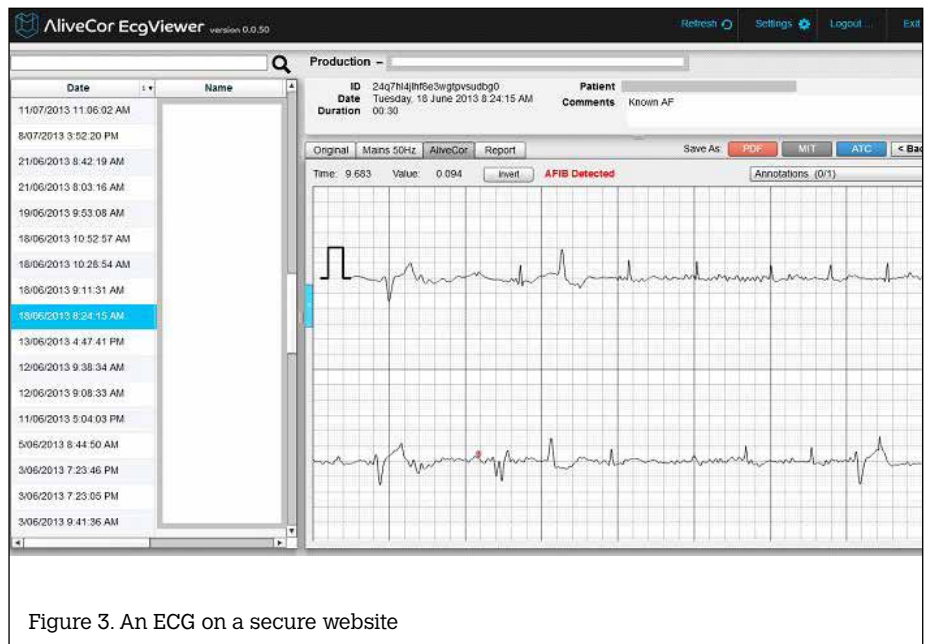 AliveCor EcgViewer version 0.0.50
Refresh Settings Logout ... Exit
Production –
Date Name
ID 24q7hl4jlhf6e3wgtpvsudbg0
Date Tuesday, 18 June 2013 8:24:15 AM
Duration 00:30
Patient
Comments Known AF
Original Mains 50Hz AliveCor Report
Save As: PDF MIT ATC < Bac
Time: 9.683 Value: 0.094 Invert AFIB Detected Annotations (0/1)
11/07/2013 11:06:02 AM
8/07/2013 3:52:20 PM
21/06/2013 8:42:19 AM
21/06/2013 8:03:16 AM
19/06/2013 9:53:08 AM
18/06/2013 10:52:57 AM
18/06/2013 10:26:54 AM
18/06/2013 9:11:31 AM
18/06/2013 8:24:15 AM
13/06/2013 4:47:41 PM
12/06/2013 9:38:34 AM
12/06/2013 9:08:33 AM
11/06/2013 5:04:03 PM
5/06/2013 8:44:50 AM
3/06/2013 7:23:46 PM
3/06/2013 7:23:05 PM
3/06/2013 9:41:36 AM
Figure 3. An ECG on a secure website